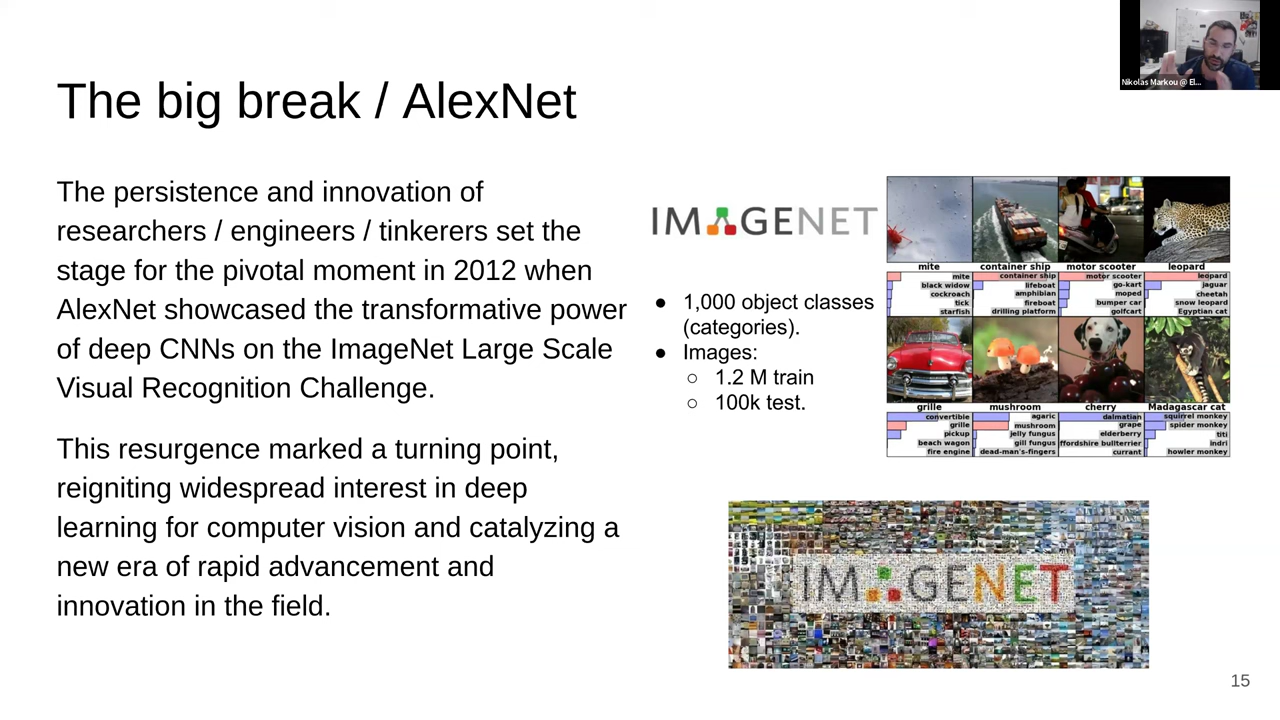 Nikolas Markou @ El...
The big break / AlexNet
The persistence and innovation of
researchers / engineers / tinkerers set the
stage for the pivotal moment in 2012 when
AlexNet showcased the transformative power
of deep CNNs on the ImageNet Large Scale
Visual Recognition Challenge.
This resurgence marked a turning point,
reigniting widespread interest in deep
learning for computer vision and catalyzing a
new era of rapid advancement and
innovation in the field.
IMAGENET
● 1,000 object classes
(categories).
● Images:
○ 1.2 M train
○ 100k test.
mite
mite
black widow
cockroach
tick
starfish
container ship
container ship
lifeboat
amphibian
fireboat
drilling platform
motor scooter
motor scooter
go-kart
moped
bumper car
golfcart
leopard
leopard
jaguar
cheetah
snow leopard
Egyptian cat
grille
convertible
grille
pickup
beach wagon
fire engine
mushroom
agaric
mushroom
jelly fungus
gill fungus
dead-man's-fingers
cherry
dalmatian
grape
elderberry
ffordshire bullterrier
currant
Madagascar cat
squirrel monkey
spider monkey
titi
indri
howler monkey
IMAGENET
15